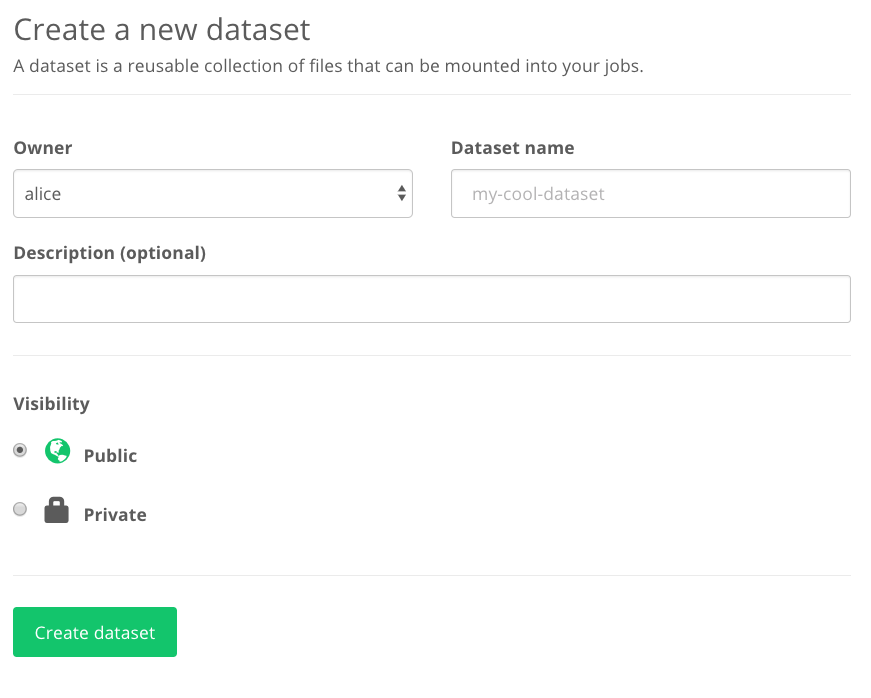 Create a new dataset
A dataset is a reusable collection of files that can be mounted into your jobs.
Owner
Dataset name
alice
my-cool-dataset
Description (optional)
Visibility
Public
Private
Create dataset